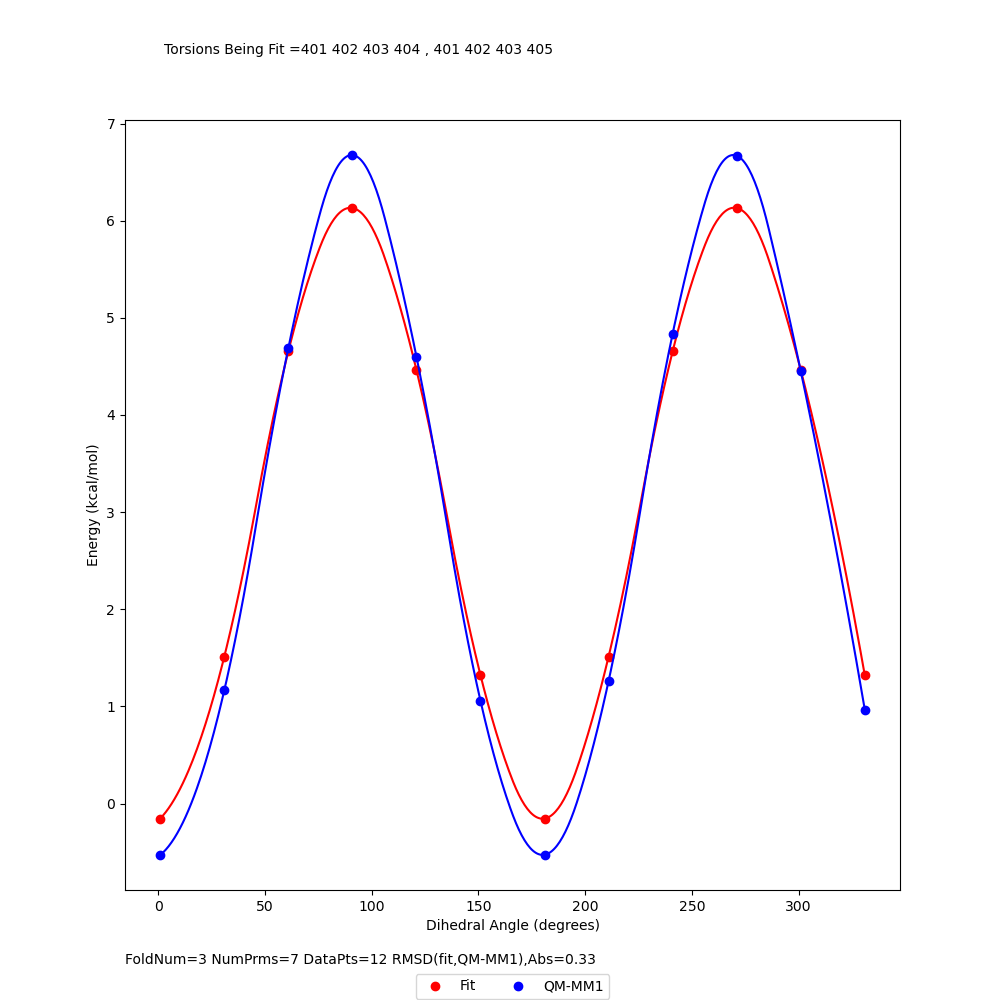 Torsions Being Fit =401 402 403 404 , 401 402 403 405
7
6
5
4
3
2
1
0
Energy (kcal/mol)
0 50 100 150 200 250 300
Dihedral Angle (degrees)
FoldNum=3 NumPrms=7 DataPts=12 RMSD(fit,QM-MM1),Abs=0.33
Fit QM-MM1